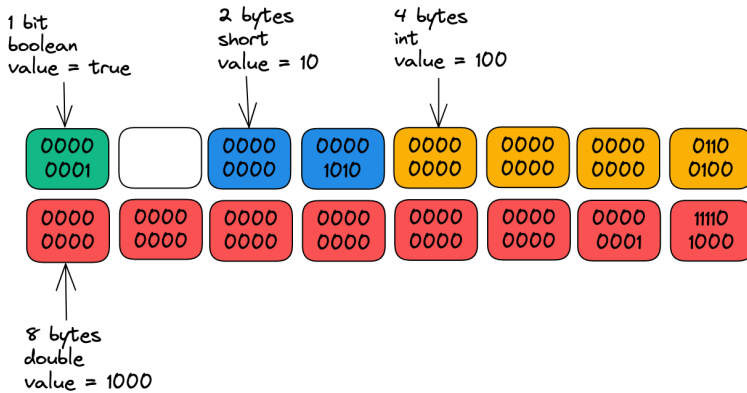 1 bit
boolean
value = true
2 bytes
short
value = 10
4 bytes
int
value = 100
0000 0000 0000 0000 0000 0000 0110
0001 0000 1010 0000 0000 0000 0100
0000 0000 0000 0000 0000 0000 0000 11110
0000 0000 0000 0000 0000 0000 0001 1000
8 bytes
double
value = 1000